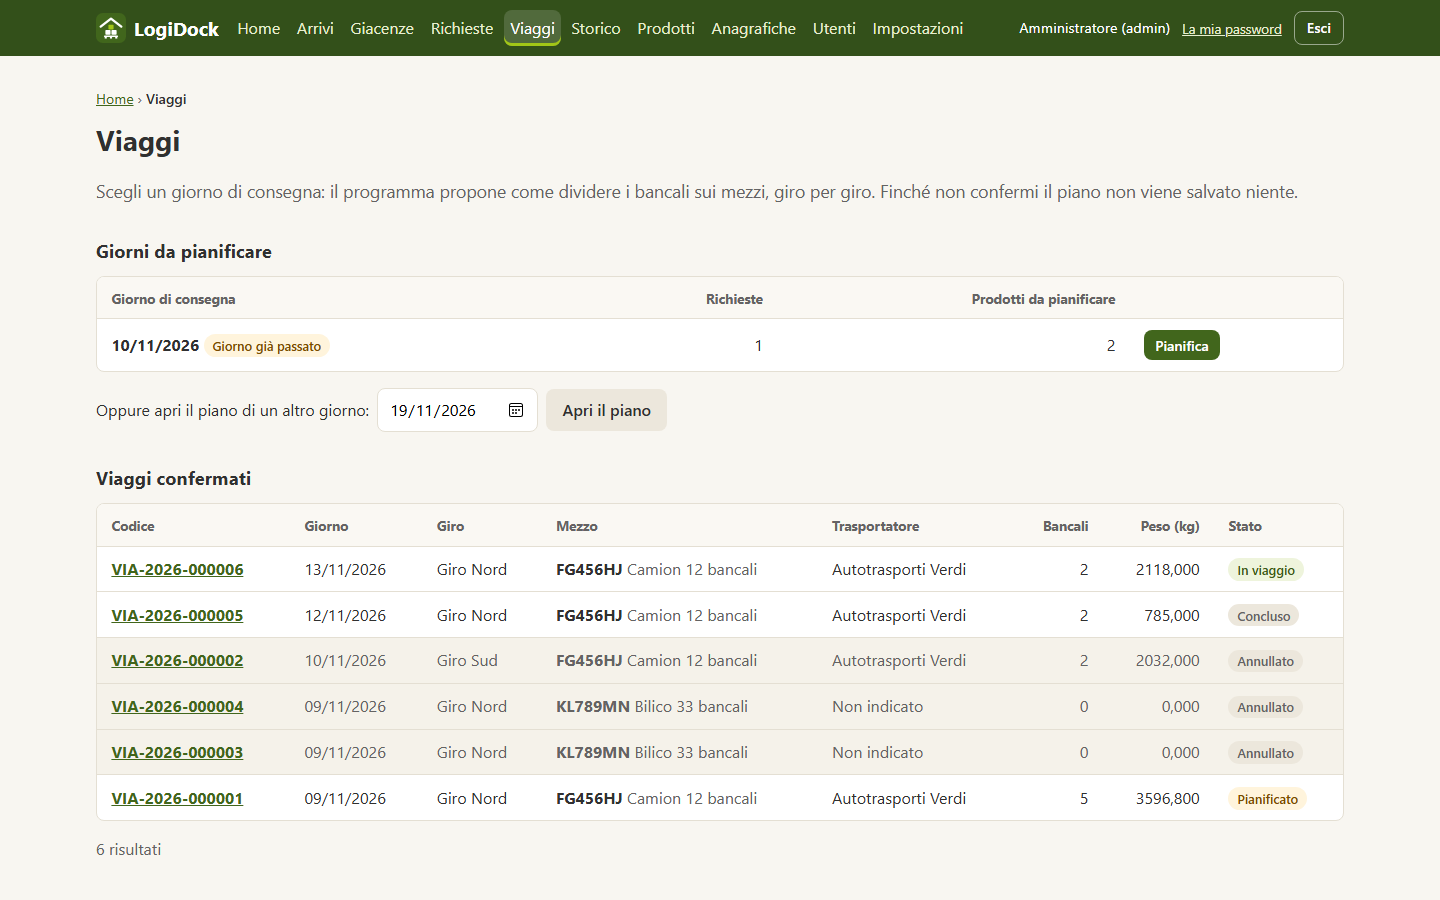 LogiDock Home Arrivi Giacenze Richieste Viaggi Storico Prodotti Anagrafiche Utenti Impostazioni Amministratore (admin) La mia password Esci
Home › Viaggi
Viaggi
Scegli un giorno di consegna: il programma propone come dividere i bancali sui mezzi, giro per giro. Finché non confermi il piano non viene salvato niente.
Giorni da pianificare
Giorno di consegna Richieste Prodotti da pianificare
10/11/2026 Giorno già passato 1 2 Pianifica
Oppure apri il piano di un altro giorno: 19/11/2026 Apri il piano
Viaggi confermati
Codice Giorno Giro Mezzo Trasportatore Bancali Peso (kg) Stato
VIA-2026-000006 13/11/2026 Giro Nord FG456HJ Camion 12 bancali Autotrasporti Verdi 2 2118,000 In viaggio
VIA-2026-000005 12/11/2026 Giro Nord FG456HJ Camion 12 bancali Autotrasporti Verdi 2 785,000 Concluso
VIA-2026-000002 10/11/2026 Giro Sud FG456HJ Camion 12 bancali Autotrasporti Verdi 2 2032,000 Annullato
VIA-2026-000004 09/11/2026 Giro Nord KL789MN Bilico 33 bancali Non indicato 0 0,000 Annullato
VIA-2026-000003 09/11/2026 Giro Nord KL789MN Bilico 33 bancali Non indicato 0 0,000 Annullato
VIA-2026-000001 09/11/2026 Giro Nord FG456HJ Camion 12 bancali Autotrasporti Verdi 5 3596,800 Pianificato
6 risultati